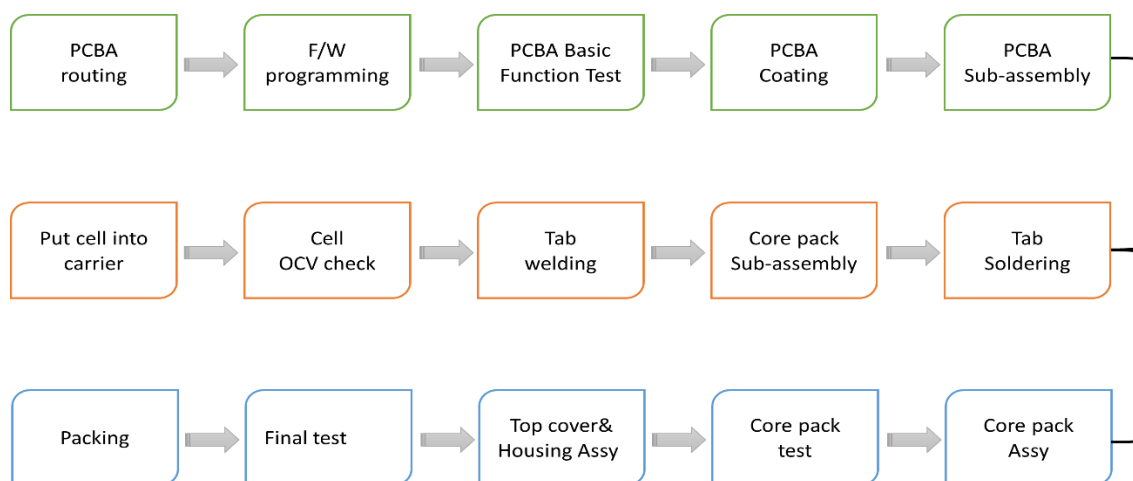 PCBA
routing
F/W
programming
PCBA Basic
Function Test
PCBA
Coating
PCBA
Sub-assembly
Put cell into
carrier
Cell
OCV check
Tab
welding
Core pack
Sub-assembly
Tab
Soldering
Packing
Final test
Top cover&
Housing Assy
Core pack
test
Core pack
Assy